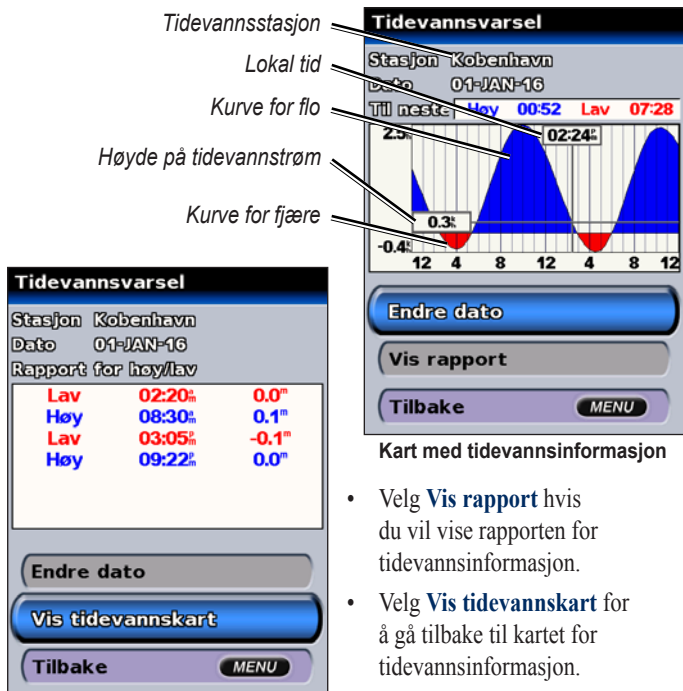 Tidevannsstasjon
Lokal tid
Kurve for flo
Høyde på tidevannstrøm
Kurve for fjære
Tidevannsvarsel
Stasjon København
Dato 01-JAN-16
Til neste Høy 00:52 Lav 07:28
2.5
02:24 P m
0.3
-0.4
12 4 8 12 4 8 12
Endre dato
Vis rapport
Tilbake MENU
Kart med tidevannsinformasjon
Tidevannsvarsel
Stasjon København
Dato 01-JAN-16
Rapport for høy/lav
Lav 02:20 A m 0.0 m
Høy 08:30 A m 0.1 m
Lav 03:05 P m -0.1 m
Høy 09:22 P m 0.0 m
Endre dato
Vis tidevannskart
Tilbake MENU
• Velg Vis rapport hvis
du vil vise rapporten for
tidevannsinformasjon.
• Velg Vis tidevannskart for
å gå tilbake til kartet for
tidevannsinformasjon.